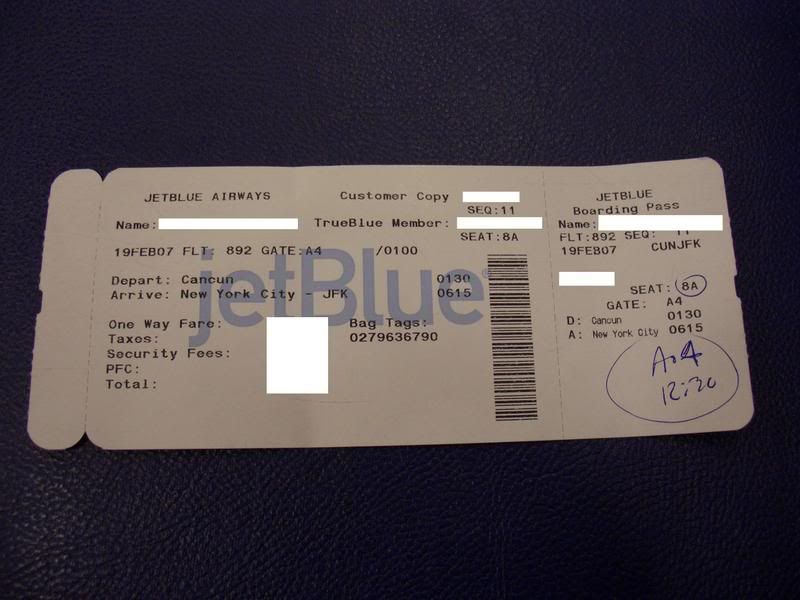 JETBLUE AIRWAYS
Customer Copy
SEQ:11
Name:
TrueBlue Member:
SEAT:8A
19FEB07 FLT: 892 GATE:A4 /0100
jetBlue®
Depart: Cancun 0130
Arrive: New York City - JFK 0615
One Way Fare:
Taxes:
Security Fees:
PFC:
Total:
Bag Tags:
0279636790
JETBLUE
Boarding Pass
Name:
FLT:892 SEQ: 11
19FEB07 CUNJFK
SEAT: 8A
GATE: A4
D: Cancun 0130
A: New York City 0615
12:30